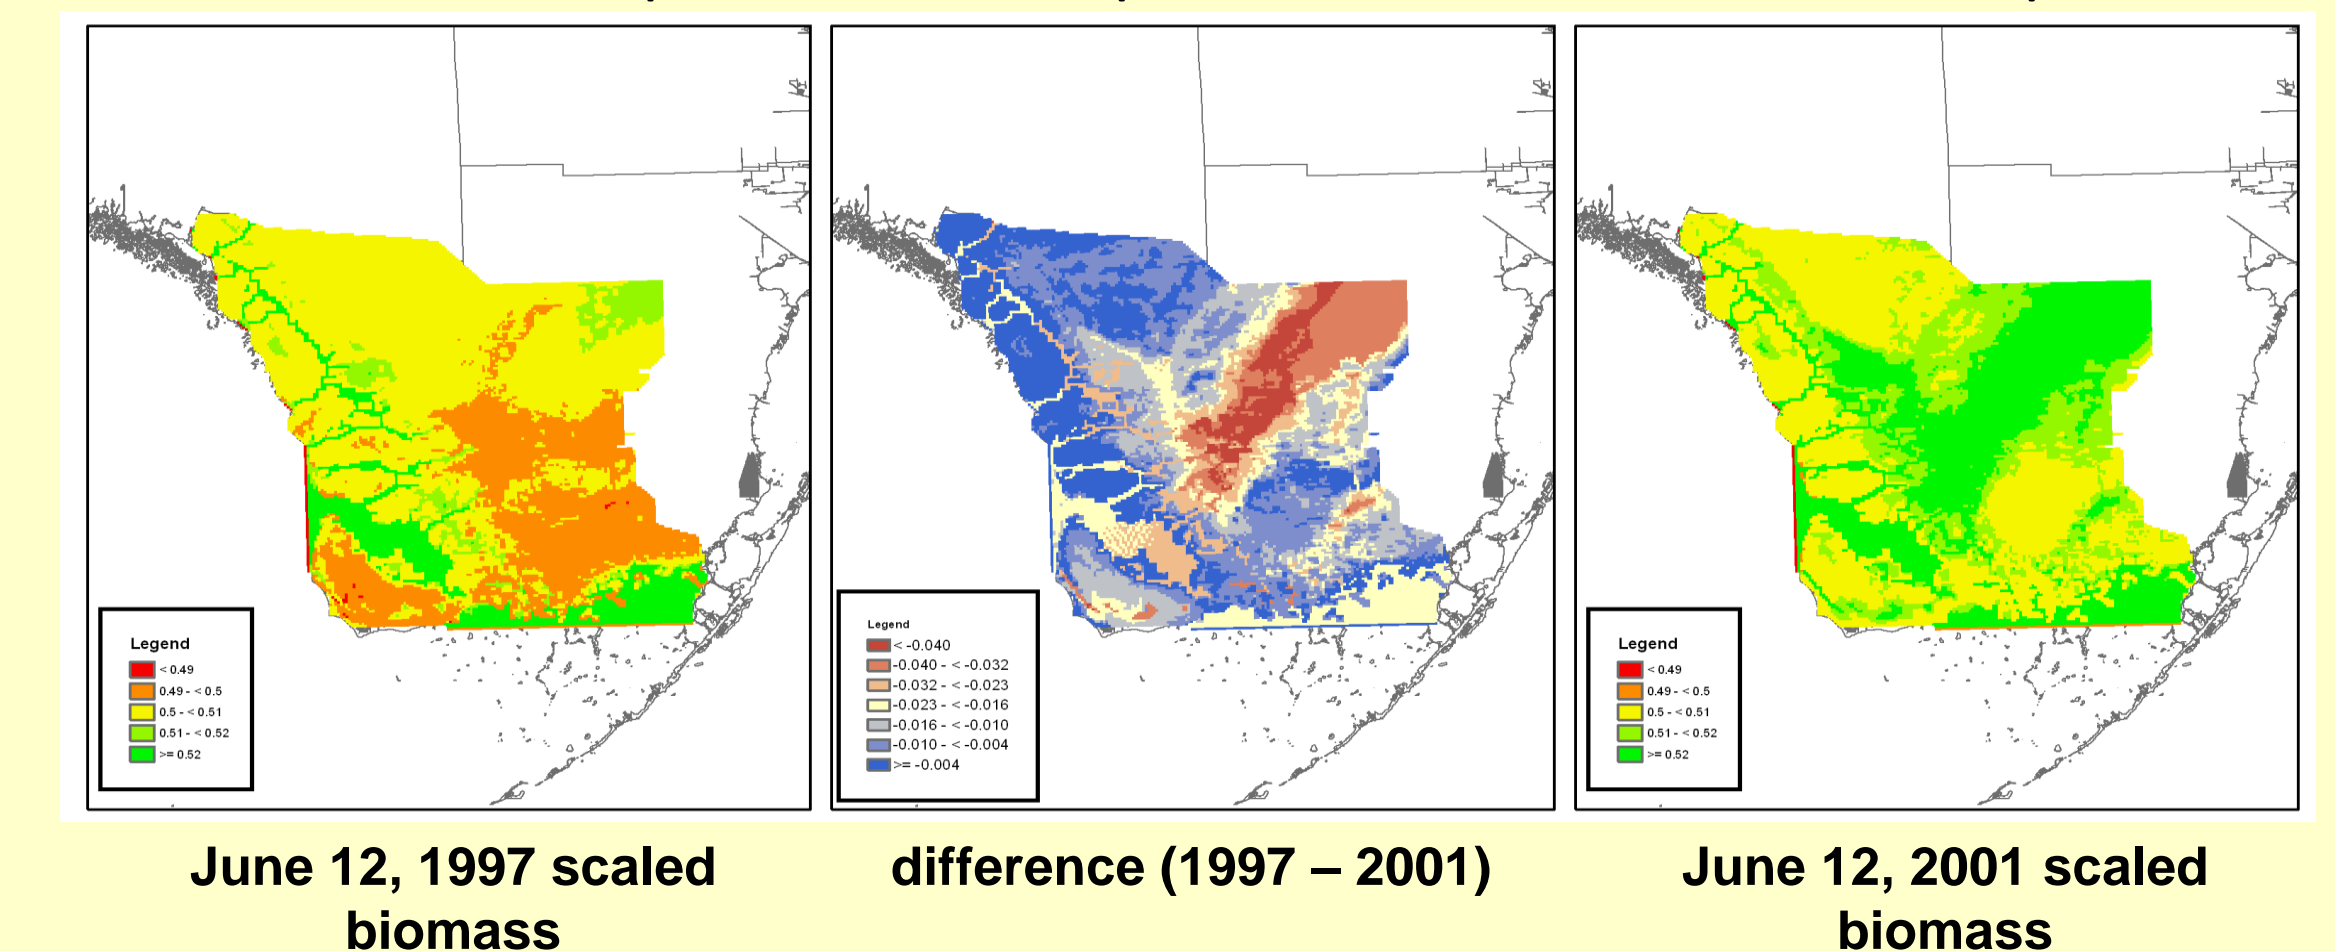 Legend
< 0.49
0.49 - < 0.5
0.5 - < 0.51
0.51 - < 0.52
>= 0.52
Legend
< -0.040
-0.040 - < -0.032
-0.032 - < -0.023
-0.023 - < -0.016
-0.016 - < -0.010
-0.010 - < -0.004
>= -0.004
Legend
< 0.49
0.49 - < 0.5
0.5 - < 0.51
0.51 - < 0.52
>= 0.52
June 12, 1997 scaled
biomass
difference (1997 – 2001)
June 12, 2001 scaled
biomass